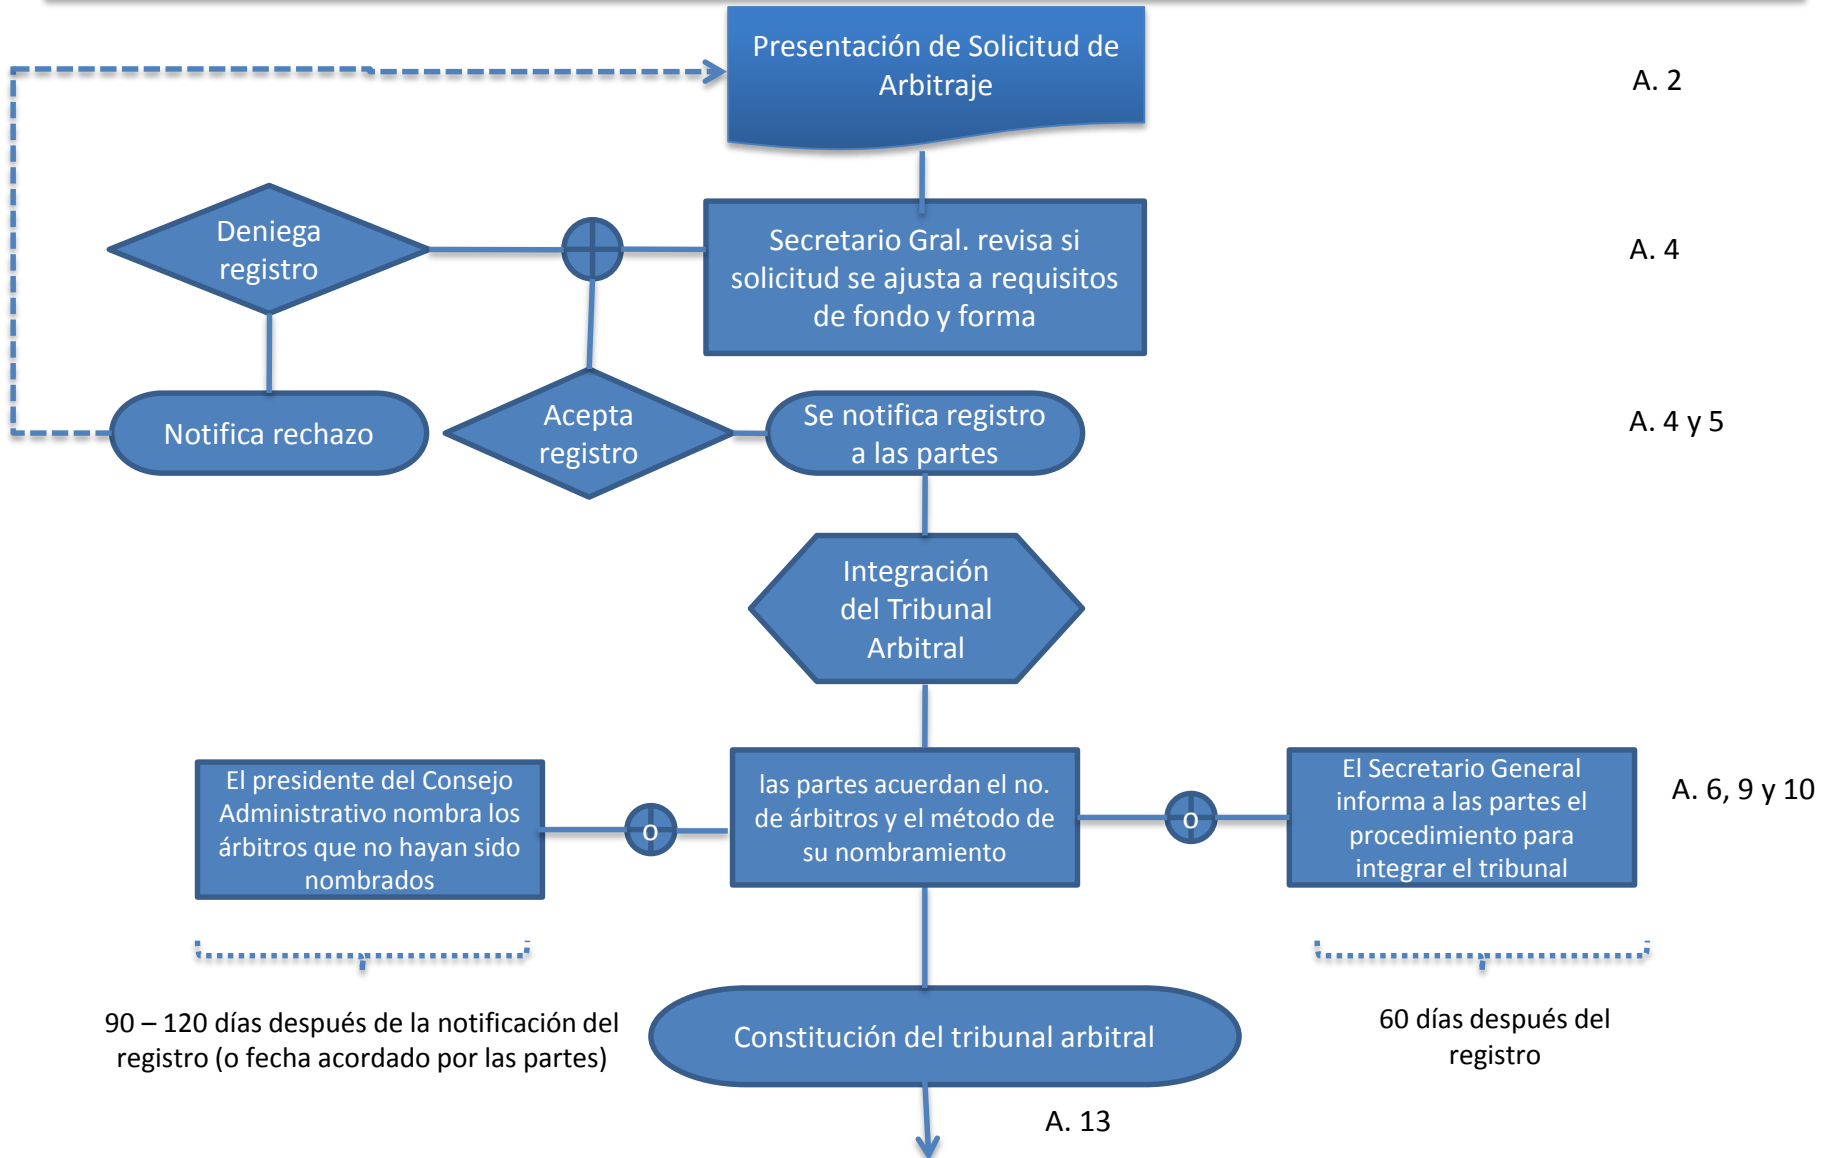 Presentación de Solicitud de
Arbitraje
A. 2
Deniega
registro
Secretario Gral. revisa si
solicitud se ajusta a requisitos
de fondo y forma
A. 4
Notifica rechazo
Acepta
registro
Se notifica registro
a las partes
A. 4 y 5
Integración
del Tribunal
Arbitral
El presidente del Consejo
Administrativo nombra los
árbitros que no hayan sido
nombrados
o
las partes acuerdan el no.
de árbitros y el método de
su nombramiento
o
El Secretario General
informa a las partes el
procedimiento para
integrar el tribunal
A. 6, 9 y 10
90 – 120 días después de la notificación del
registro (o fecha acordado por las partes)
Constitución del tribunal arbitral
60 días después del
registro
A. 13